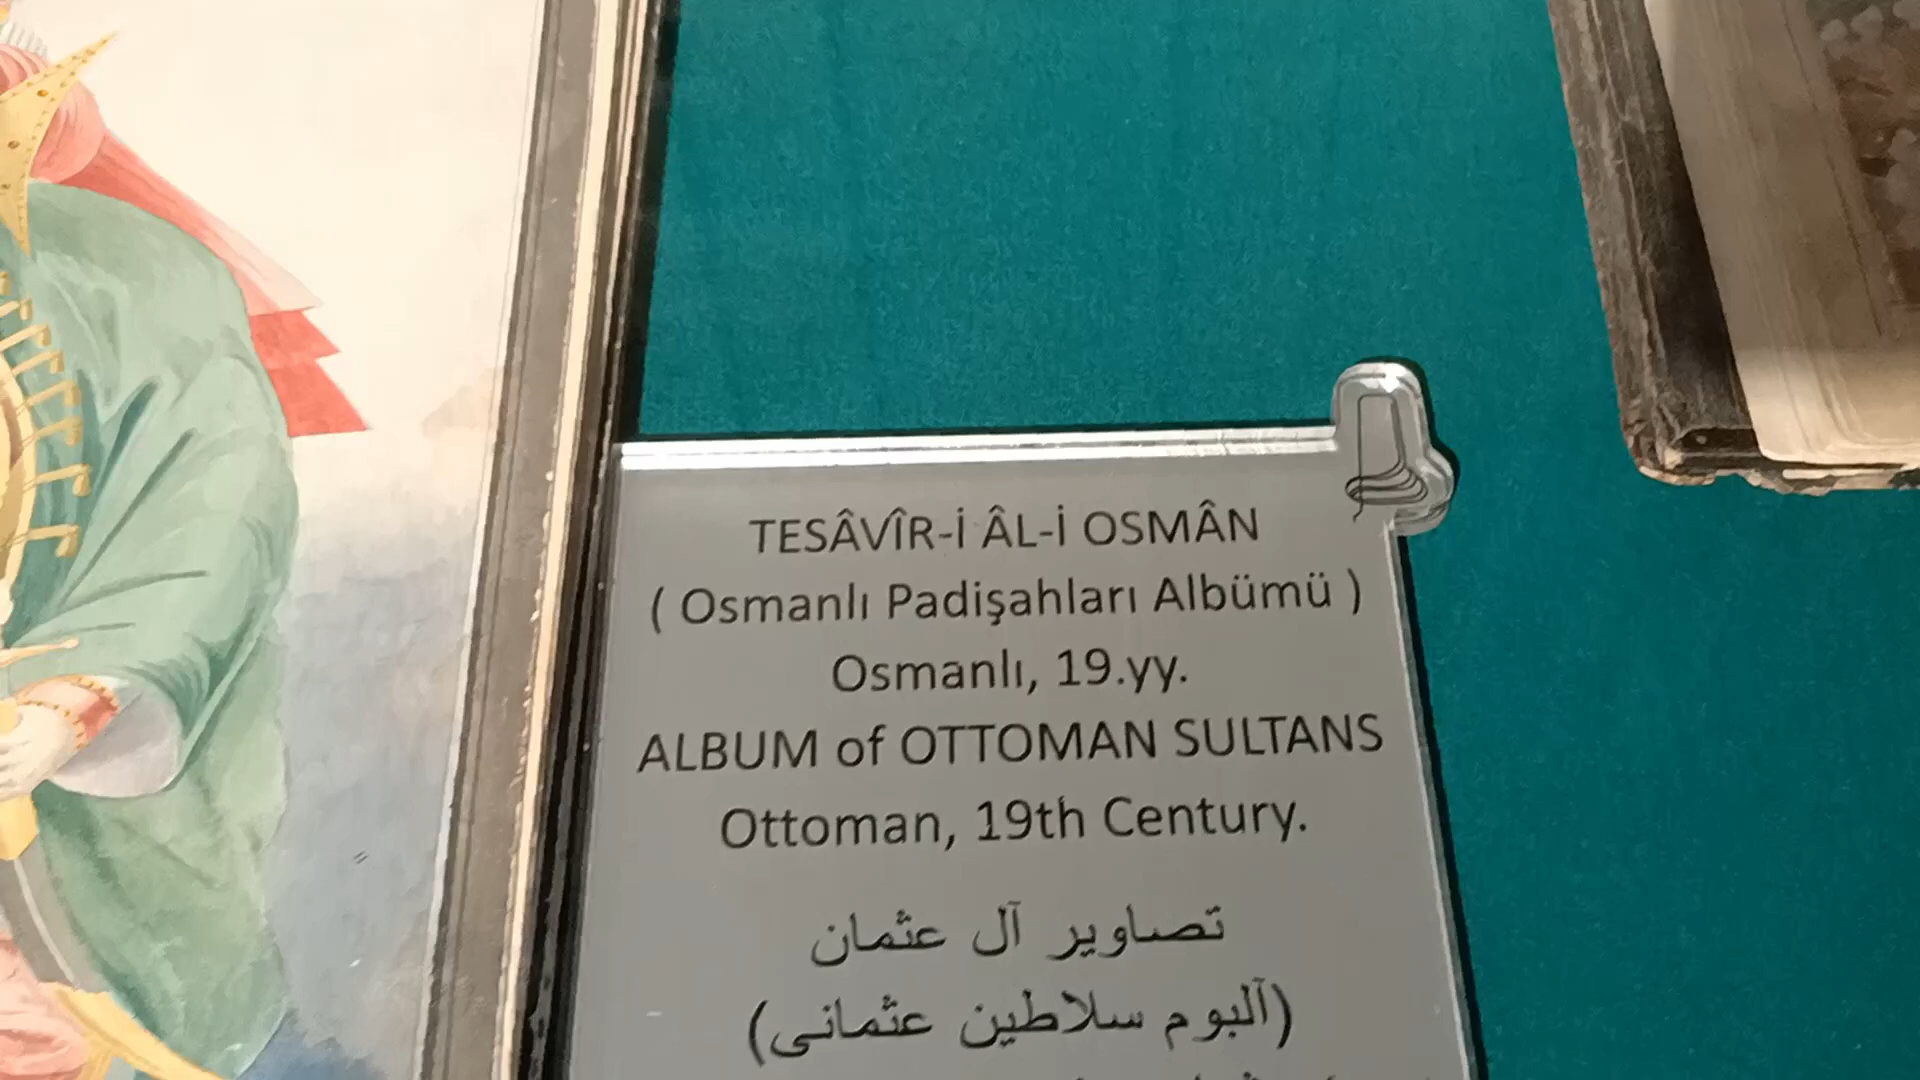 TESÂVÎR-İ ÂL-İ OSMÂN
( Osmanlı Padişahları Albümü )
Osmanlı, 19.yy.
ALBUM of OTTOMAN SULTANS
Ottoman, 19th Century.
تصاوير آل عثمان
(آلبوم سلاطين عثمانى)